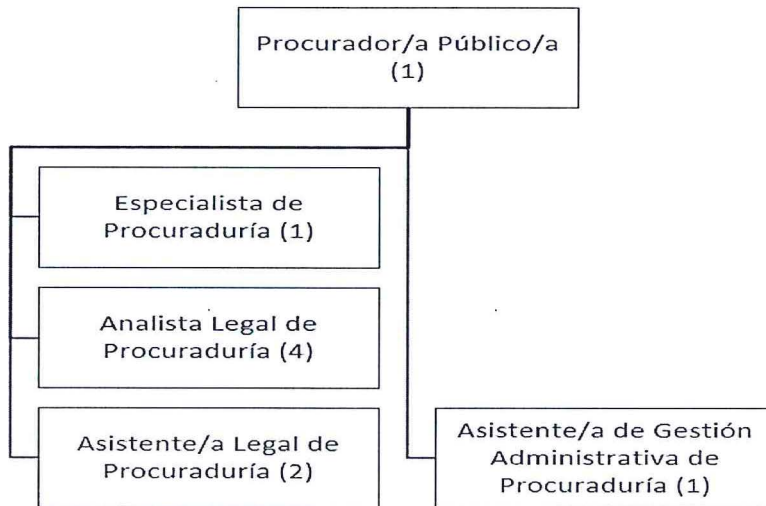 Procurador/a Público/a
(1)
Especialista de
Procuraduría (1)
Analista Legal de
Procuraduría (4)
Asistente/a Legal de
Procuraduría (2)
Asistente/a de Gestión
Administrativa de
Procuraduría (1)